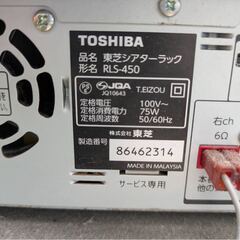 TOSHIBA
品名 東芝シアターラック
形名 RLS-450
JQA
JQ10643
T.EIZOU
定格電圧 100V~
定格消費電力 75W
定格周波数 50/60Hz
株式会社 東芝
製造番号 86462314
MADE IN MALAYSIA
サービス専用
右ch
6Ω
本
他の